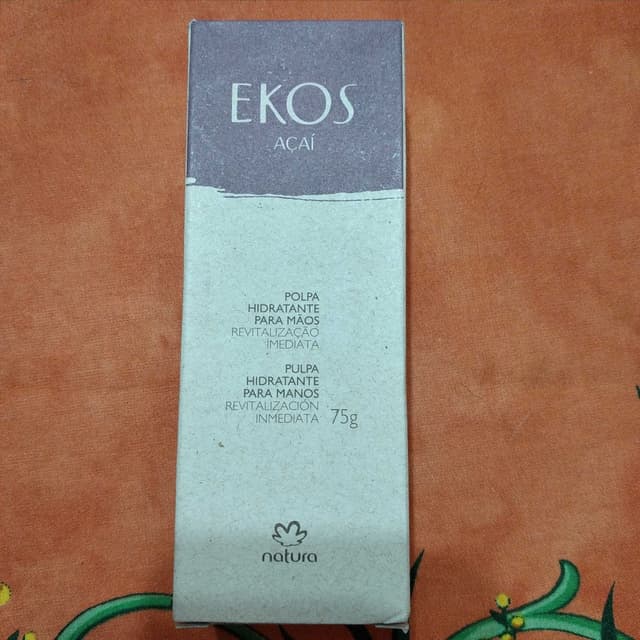 EKOS
AÇAÍ
POLPA
HIDRATANTE
PARA MÃOS
REVITALIZAÇÃO
IMEDIATA
PULPA
HIDRATANTE
PARA MANOS
REVITALIZACIÓN
INMEDIATA 75g
natura